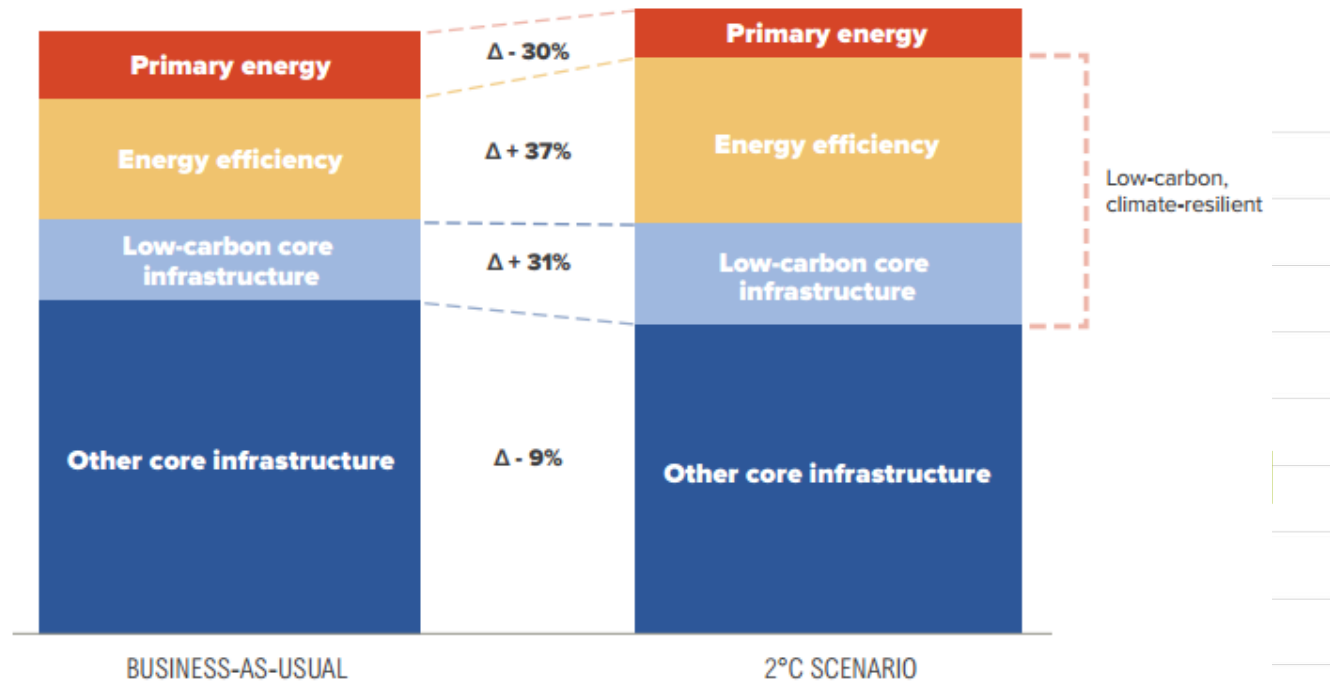 Primary energy
Energy efficiency
Low-carbon core
infrastructure
Other core infrastructure
BUSINESS-AS-USUAL
Δ - 30%
Δ + 37%
Δ + 31%
Δ - 9%
Primary energy
Energy efficiency
Low-carbon core
infrastructure
Other core infrastructure
2°C SCENARIO
Low-carbon,
climate-resilient